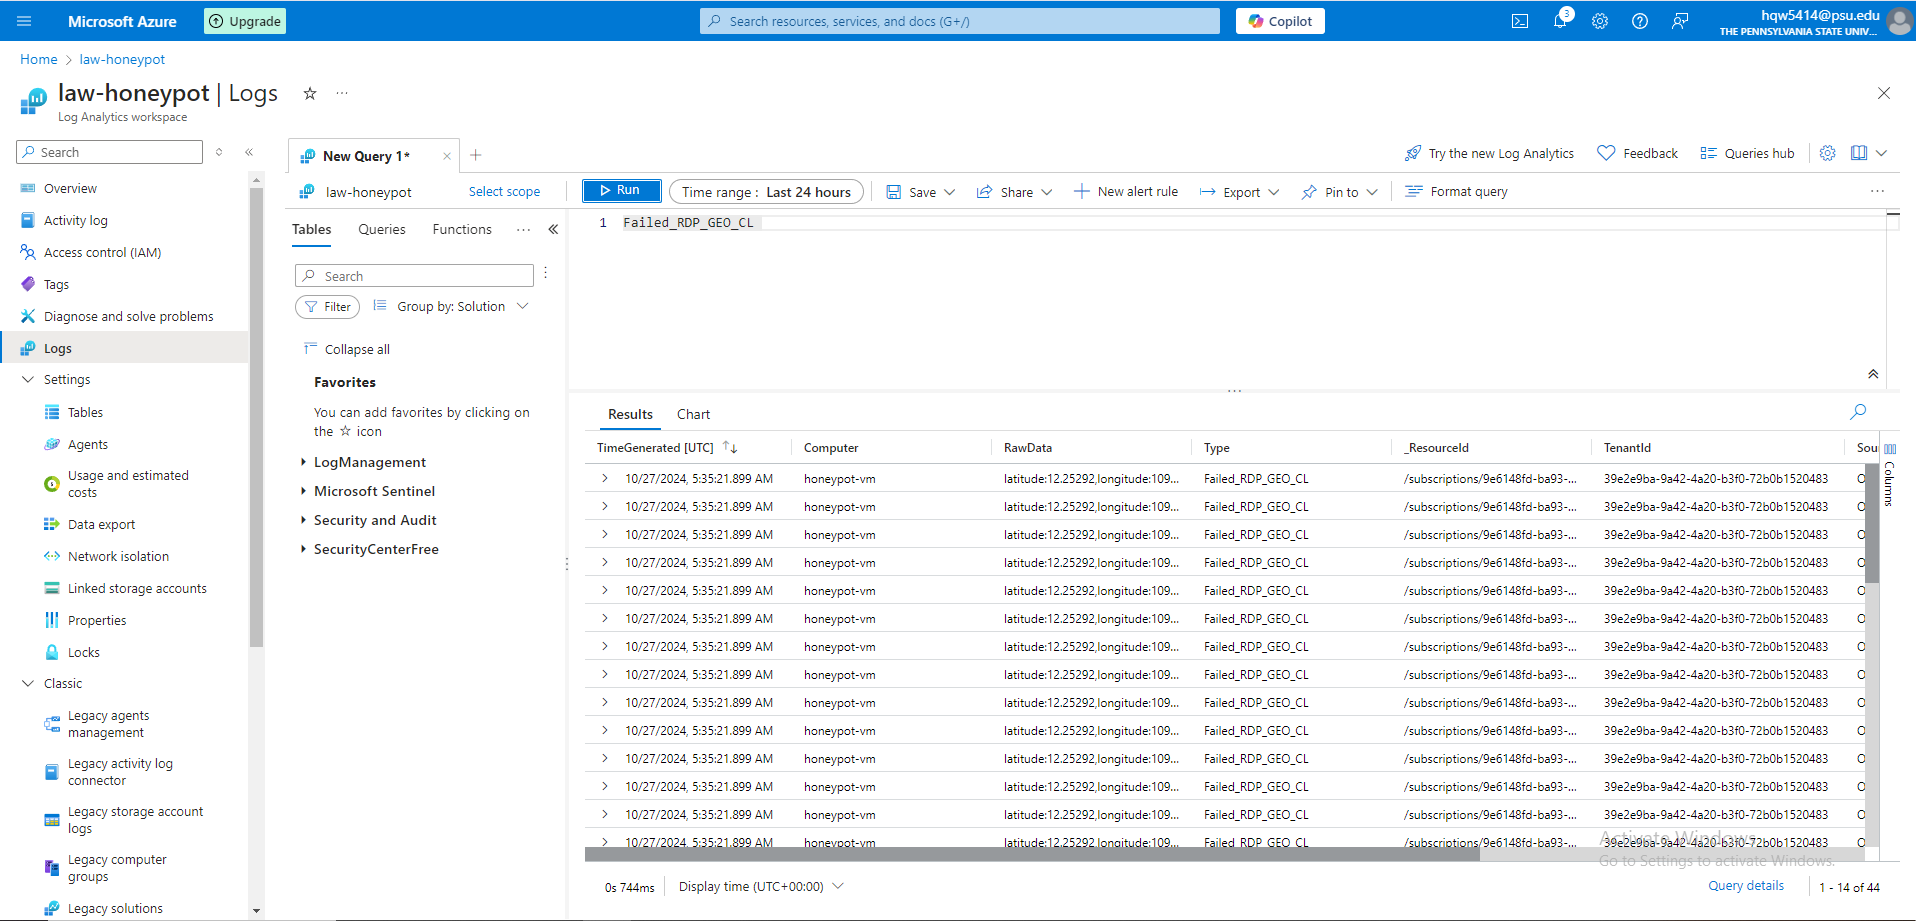 Microsoft Azure
Upgrade
Search resources, services, and docs (G+/)
Copilot
3
hqw5414@psu.edu
THE PENNSYLVANIA STATE UNIV...
Home > law-honeypot
law-honeypot | Logs
Log Analytics workspace
Search
Overview
Activity log
Access control (IAM)
Tags
Diagnose and solve problems
Logs
Settings
Tables
Agents
Usage and estimated
costs
Data export
Network isolation
Linked storage accounts
Properties
Locks
Classic
Legacy agents
management
Legacy activity log
connector
Legacy storage account
logs
Legacy computer
groups
Legacy solutions
New Query 1*
Try the new Log Analytics
Feedback
Queries hub
law-honeypot
Select scope
Run
Time range : Last 24 hours
Save
Share
New alert rule
Export
Pin to
Format query
Tables
Queries
Functions
Search
Filter
Group by: Solution
Collapse all
Favorites
You can add favorites by clicking on
the ☆ icon
LogManagement
Microsoft Sentinel
Security and Audit
SecurityCenterFree
1 Failed_RDP_GEO_CL
Results
Chart
TimeGenerated [UTC] Computer RawData Type _ResourceId TenantId Sou
Columns
10/27/2024, 5:35:21.899 AM honeypot-vm latitude:12.25292,longitude:109... Failed_RDP_GEO_CL /subscriptions/9e6148fd-ba93-... 39e2e9ba-9a42-4a20-b3f0-72b0b1520483 O
10/27/2024, 5:35:21.899 AM honeypot-vm latitude:12.25292,longitude:109... Failed_RDP_GEO_CL /subscriptions/9e6148fd-ba93-... 39e2e9ba-9a42-4a20-b3f0-72b0b1520483 O
10/27/2024, 5:35:21.899 AM honeypot-vm latitude:12.25292,longitude:109... Failed_RDP_GEO_CL /subscriptions/9e6148fd-ba93-... 39e2e9ba-9a42-4a20-b3f0-72b0b1520483 O
10/27/2024, 5:35:21.899 AM honeypot-vm latitude:12.25292,longitude:109... Failed_RDP_GEO_CL /subscriptions/9e6148fd-ba93-... 39e2e9ba-9a42-4a20-b3f0-72b0b1520483 O
10/27/2024, 5:35:21.899 AM honeypot-vm latitude:12.25292,longitude:109... Failed_RDP_GEO_CL /subscriptions/9e6148fd-ba93-... 39e2e9ba-9a42-4a20-b3f0-72b0b1520483 O
10/27/2024, 5:35:21.899 AM honeypot-vm latitude:12.25292,longitude:109... Failed_RDP_GEO_CL /subscriptions/9e6148fd-ba93-... 39e2e9ba-9a42-4a20-b3f0-72b0b1520483 O
10/27/2024, 5:35:21.899 AM honeypot-vm latitude:12.25292,longitude:109... Failed_RDP_GEO_CL /subscriptions/9e6148fd-ba93-... 39e2e9ba-9a42-4a20-b3f0-72b0b1520483 O
10/27/2024, 5:35:21.899 AM honeypot-vm latitude:12.25292,longitude:109... Failed_RDP_GEO_CL /subscriptions/9e6148fd-ba93-... 39e2e9ba-9a42-4a20-b3f0-72b0b1520483 O
10/27/2024, 5:35:21.899 AM honeypot-vm latitude:12.25292,longitude:109... Failed_RDP_GEO_CL /subscriptions/9e6148fd-ba93-... 39e2e9ba-9a42-4a20-b3f0-72b0b1520483 O
10/27/2024, 5:35:21.899 AM honeypot-vm latitude:12.25292,longitude:109... Failed_RDP_GEO_CL /subscriptions/9e6148fd-ba93-... 39e2e9ba-9a42-4a20-b3f0-72b0b1520483 O
10/27/2024, 5:35:21.899 AM honeypot-vm latitude:12.25292,longitude:109... Failed_RDP_GEO_CL /subscriptions/9e6148fd-ba93-... 39e2e9ba-9a42-4a20-b3f0-72b0b1520483 O
10/27/2024, 5:35:21.899 AM honeypot-vm latitude:12.25292,longitude:109... Failed_RDP_GEO_CL /subscriptions/9e6148fd-ba93-... 39e2e9ba-9a42-4a20-b3f0-72b0b1520483 O
10/27/2024, 5:35:21.899 AM honeypot-vm latitude:12.25292,longitude:109... Failed_RDP_GEO_CL /subscriptions/9e6148fd-ba93-... 39e2e9ba-9a42-4a20-b3f0-72b0b1520483 O
10/27/2024, 5:35:21.899 AM honeypot-vm latitude:12.25292,longitude:109... Failed_RDP_GEO_CL /subscriptions/9e6148fd-ba93-... 39e2e9ba-9a42-4a20-b3f0-72b0b1520483 O
Activate Windows
Go to Settings to activate Windows.
0s 744ms
Display time (UTC+00:00)
Query details
1 - 14 of 44